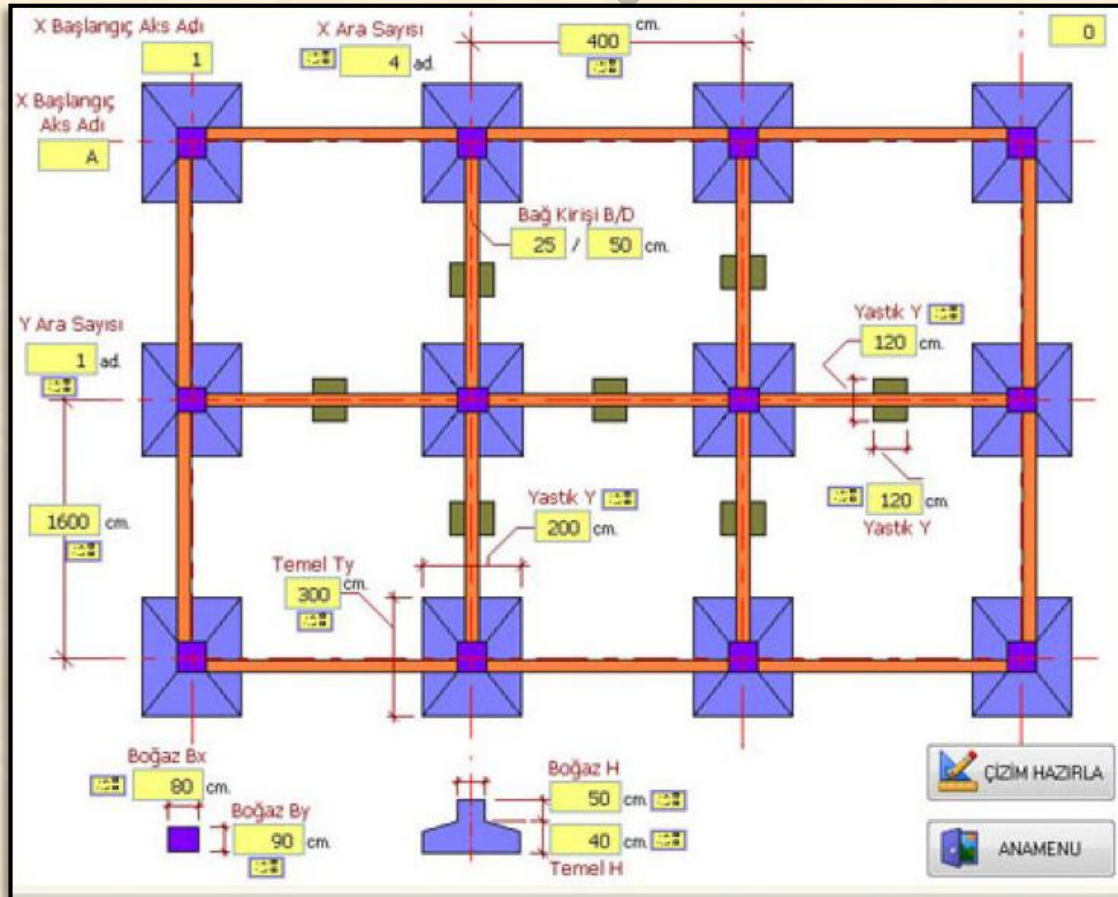 X Başlangıç Aks Adı
1
X Ara Sayısı
4 ad.
400 cm.
0
X Başlangıç
Aks Adı
A
Bağ Kirişi B/D
25 / 50 cm.
Y Ara Sayısı
1 ad.
Yastık Y
120 cm.
1600 cm.
Yastık Y
200 cm.
120 cm.
Yastık Y
Temel Ty
300 cm.
Boğaz Bx
80 cm.
Boğaz By
90 cm.
Boğaz H
50 cm.
40 cm.
Temel H
ÇİZİM HAZIRLA
ANAMENU